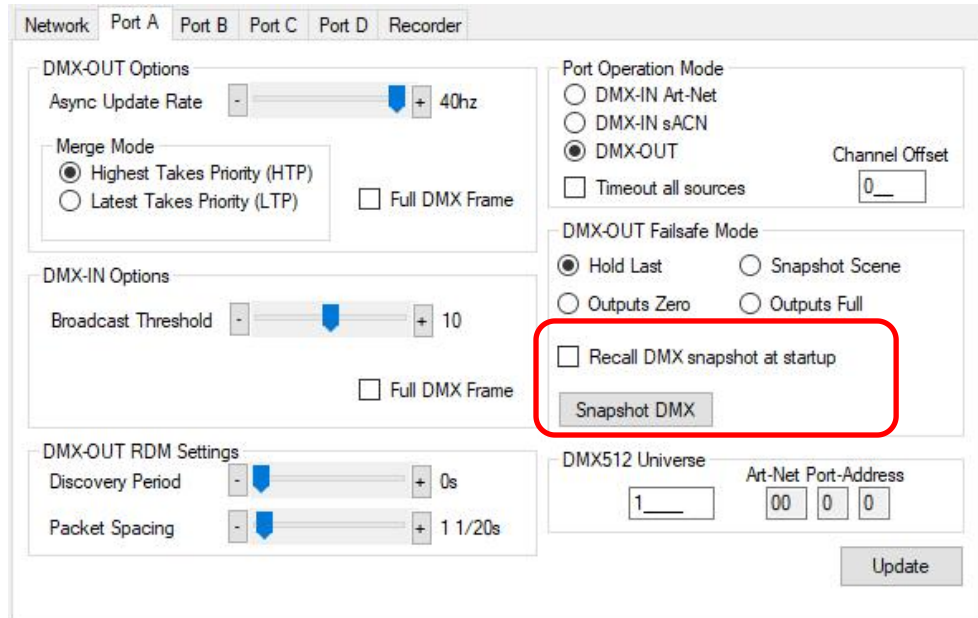 Network Port A Port B Port C Port D Recorder
DMX-OUT Options
Async Update Rate - + 40hz
Merge Mode
Highest Takes Priority (HTP)
Latest Takes Priority (LTP)
Full DMX Frame
DMX-IN Options
Broadcast Threshold - + 10
Full DMX Frame
DMX-OUT RDM Settings
Discovery Period - + 0s
Packet Spacing - + 1 1/20s
Port Operation Mode
DMX-IN Art-Net
DMX-IN sACN
DMX-OUT
Channel Offset
Timeout all sources 0__
DMX-OUT Failsafe Mode
Hold Last Snapshot Scene
Outputs Zero Outputs Full
Recall DMX snapshot at startup
Snapshot DMX
DMX512 Universe
Art-Net Port-Address
1____ 00 0 0
Update